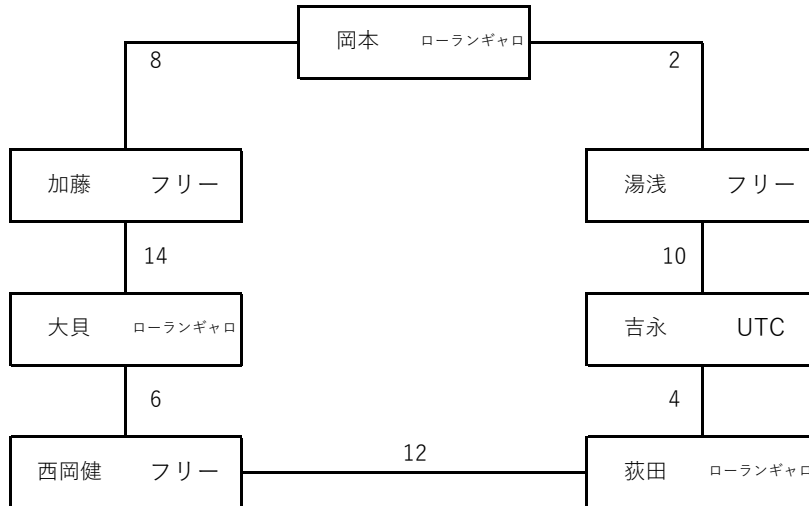 岡本 ローランギャロ
8 2
加藤 フリー 湯浅 フリー
14 10
大貝 ローランギャロ 吉永 UTC
6 4
12
西岡健 フリー 荻田 ローランギャロ